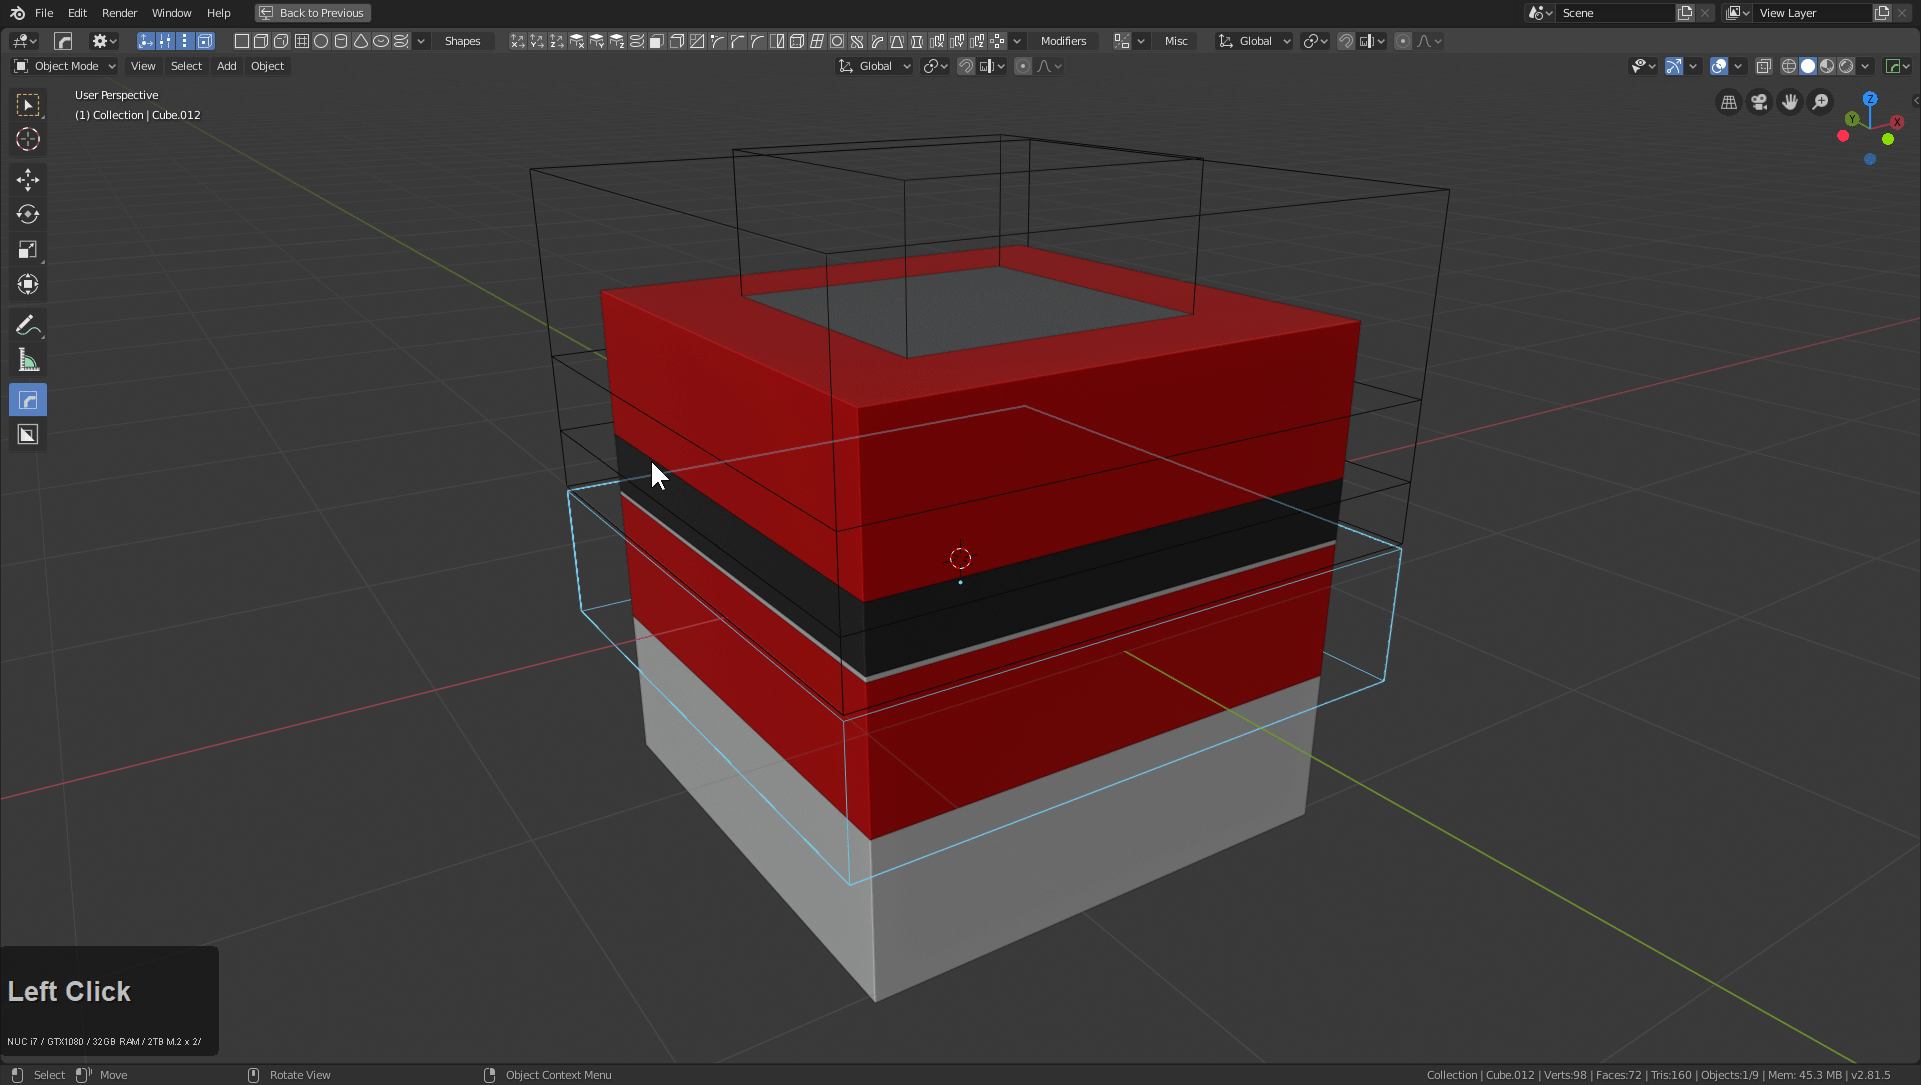 File Edit Render Window Help Back to Previous Scene View Layer
Shapes Modifiers Misc Global
Object Mode View Select Add Object Global
User Perspective
(1) Collection | Cube.012
Z
Y X
Left Click
NUC i7 / GTX1080 / 32GB RAM / 2TB M.2 x 2/
Select Move Rotate View Object Context Menu Collection | Cube.012 | Verts:98 | Faces:72 | Tris:160 | Objects:1/9 | Mem: 45.3 MB | v2.81.5